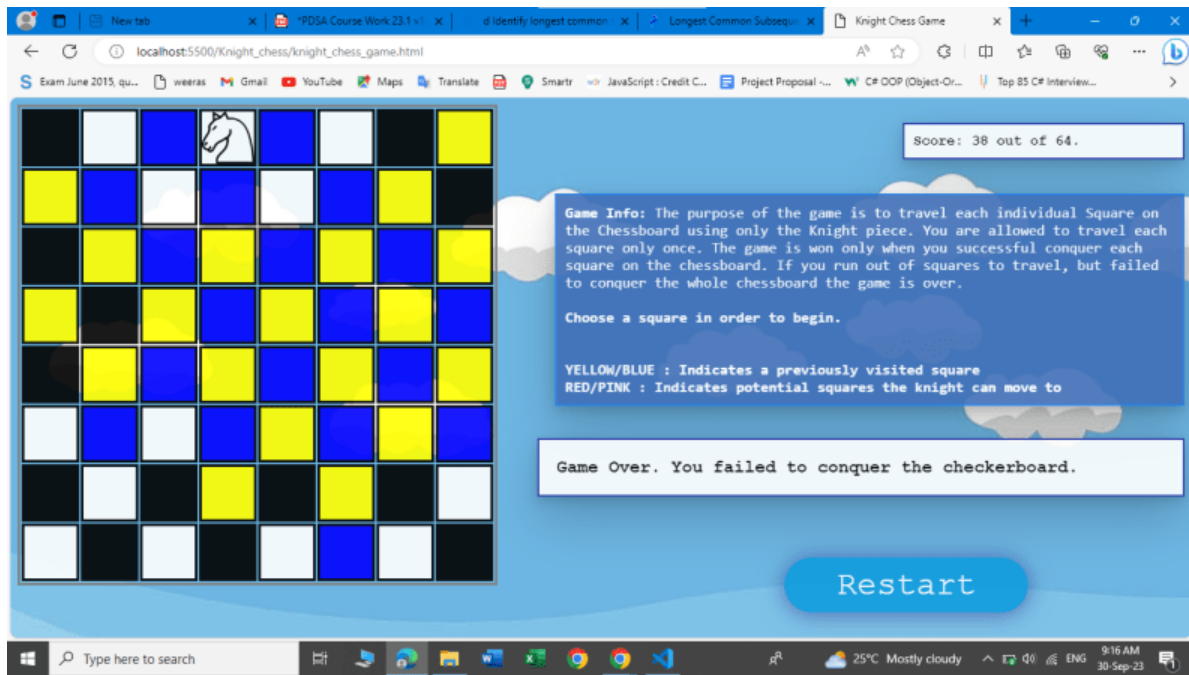 New tab
*PDSA Course Work 23.1 v1
d Identify longest common
Longest Common Subseque
Knight Chess Game
localhost:5500/Knight_chess/knight_chess_game.html
Exam June 2015, qu...
weeras
Gmail
YouTube
Maps
Translate
Smartr
JavaScript : Credit C...
Project Proposal -...
C# OOP (Object-Or...
Top 85 C# Interview...
Score: 38 out of 64.
Game Info: The purpose of the game is to travel each individual Square on
the Chessboard using only the Knight piece. You are allowed to travel each
square only once. The game is won only when you successful conquer each
square on the chessboard. If you run out of squares to travel, but failed
to conquer the whole chessboard the game is over.
Choose a square in order to begin.
YELLOW/BLUE : Indicates a previously visited square
RED/PINK : Indicates potential squares the knight can move to
Game Over. You failed to conquer the checkerboard.
Restart
Type here to search
25°C Mostly cloudy
ENG
9:16 AM
30-Sep-23